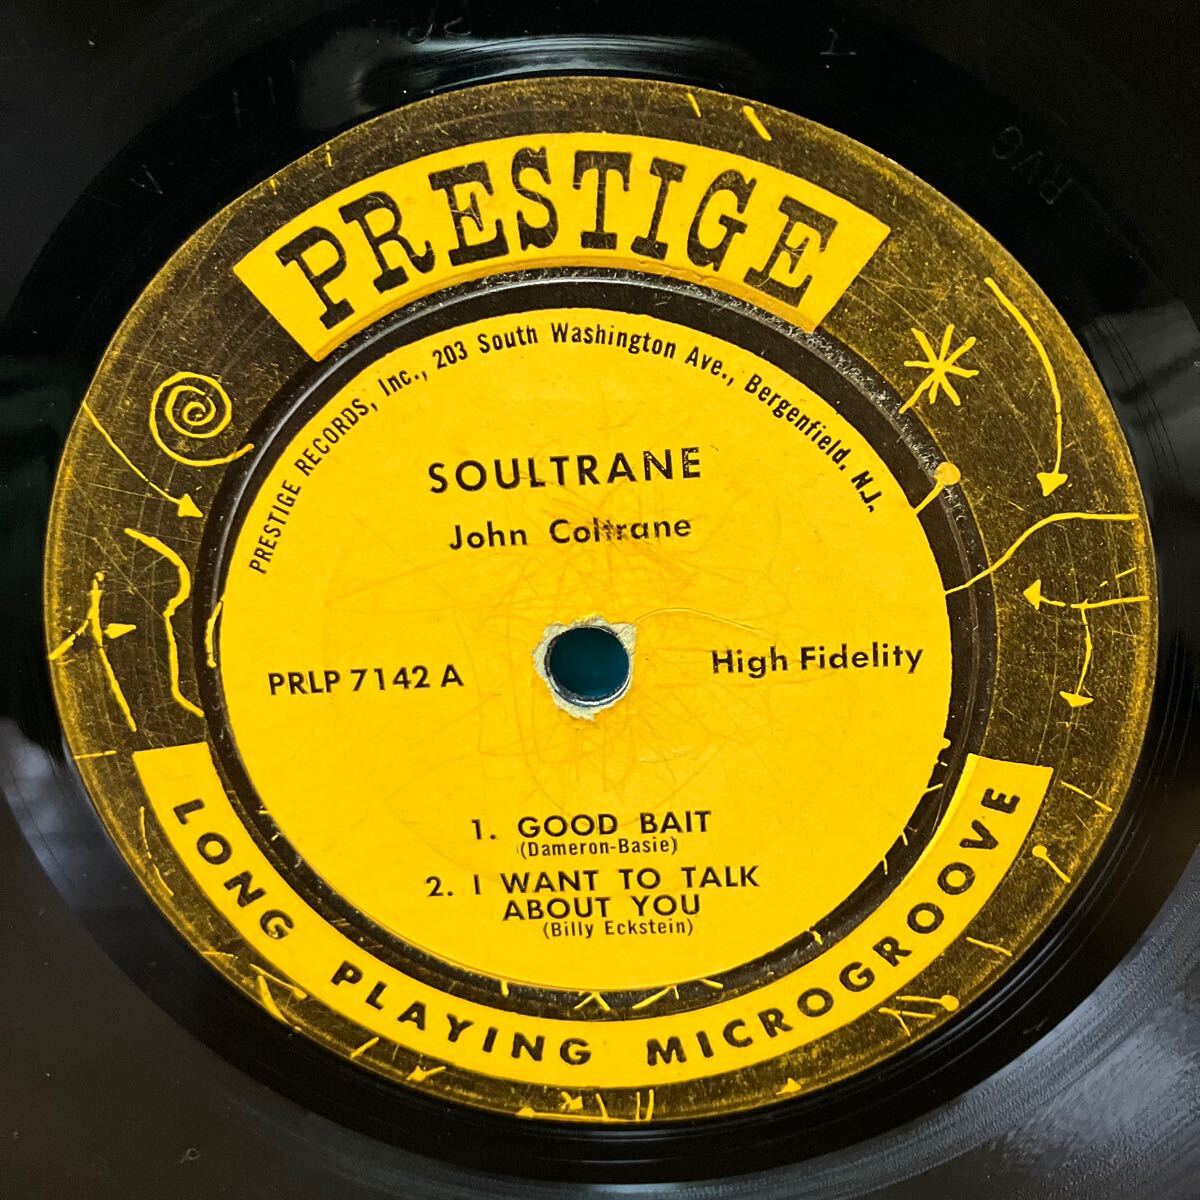 PRESTIGE
PRESTIGE RECORDS, Inc., 203 South Washington Ave., Bergenfield, N.J.
SOULTRANE
John Coltrane
PRLP 7142 A
High Fidelity
1. GOOD BAIT
(Dameron-Basie)
2. I WANT TO TALK
ABOUT YOU
(Billy Eckstein)
LONG PLAYING MICROGROOVE
RVG